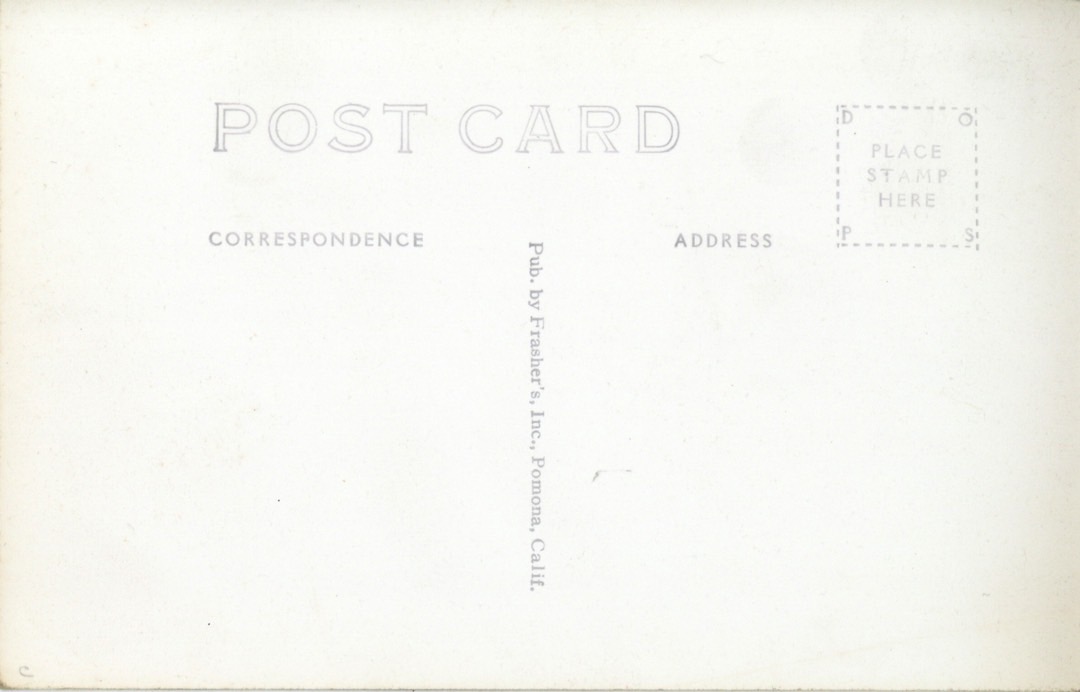 POST CARD
D O
PLACE
STAMP
HERE
P S
CORRESPONDENCE
ADDRESS
Pub. by Frasher's, Inc., Pomona, Calif.
c